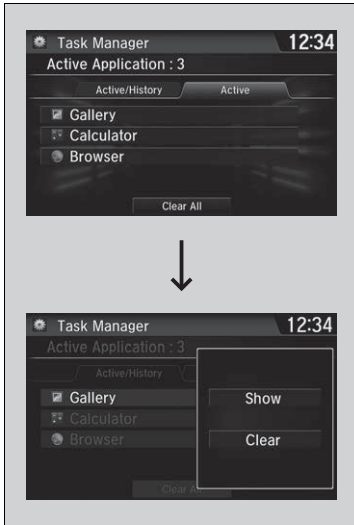 Task Manager 12:34
Active Application : 3
Active/History Active
Gallery
Calculator
Browser
Clear All
Task Manager 12:34
Active Application : 3
Active/History
Gallery
Show
Calculator
Browser
Clear
Clear All